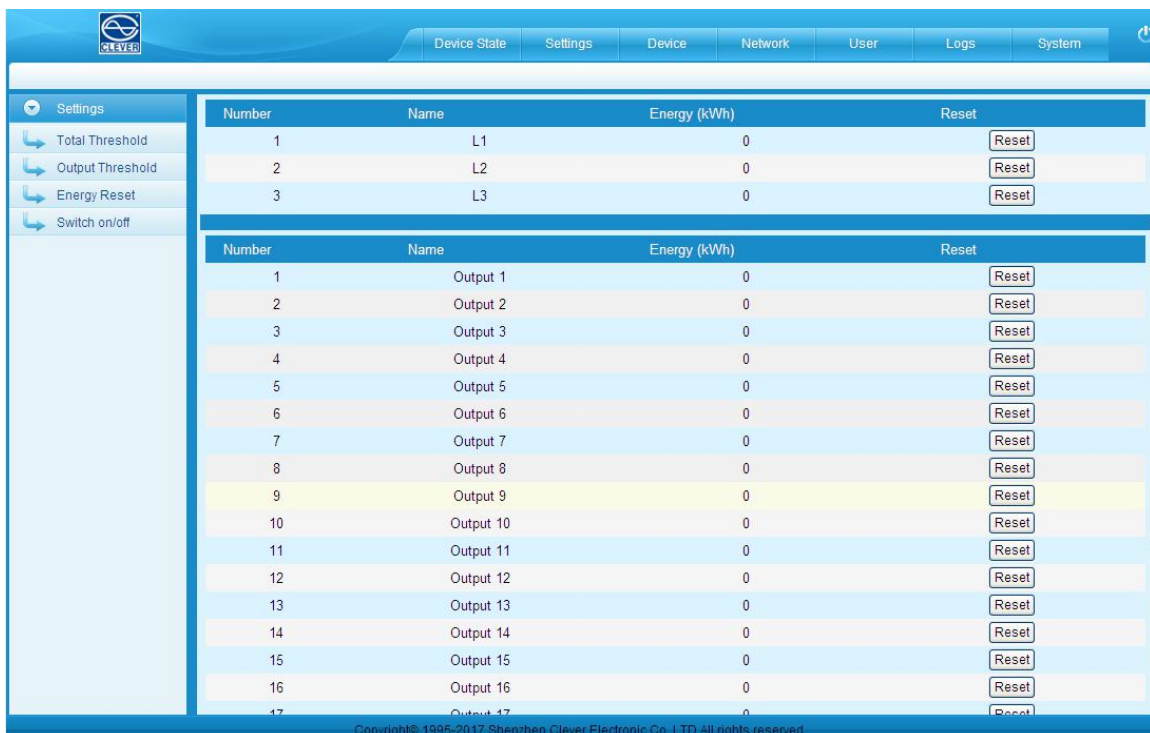 CLEVER
Device State Settings Device Network User Logs System
Settings
Total Threshold
Output Threshold
Energy Reset
Switch on/off
Number Name Energy (kWh) Reset
1 L1 0 Reset
2 L2 0 Reset
3 L3 0 Reset
Number Name Energy (kWh) Reset
1 Output 1 0 Reset
2 Output 2 0 Reset
3 Output 3 0 Reset
4 Output 4 0 Reset
5 Output 5 0 Reset
6 Output 6 0 Reset
7 Output 7 0 Reset
8 Output 8 0 Reset
9 Output 9 0 Reset
10 Output 10 0 Reset
11 Output 11 0 Reset
12 Output 12 0 Reset
13 Output 13 0 Reset
14 Output 14 0 Reset
15 Output 15 0 Reset
16 Output 16 0 Reset
17 Output 17 0 Reset
Copyright© 1995-2017 Shenzhen Clever Electronic Co. LTD All rights reserved